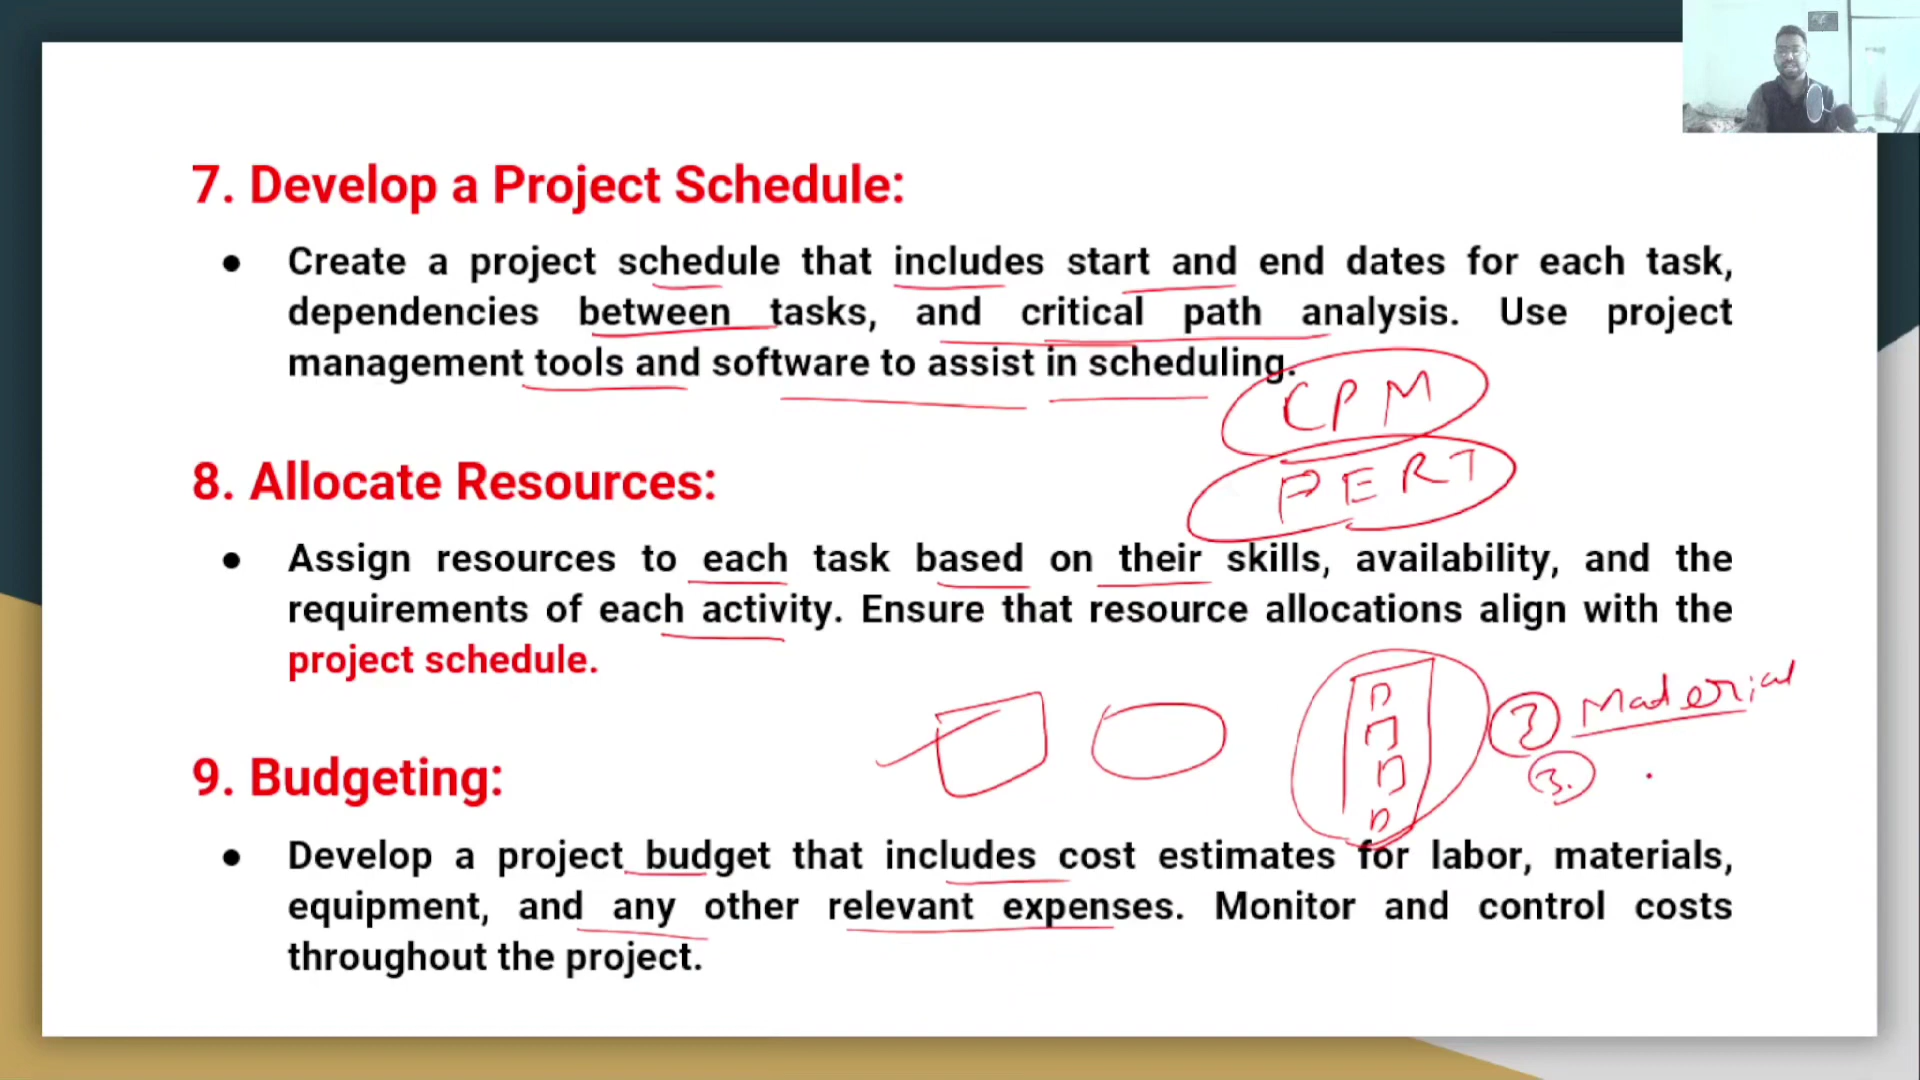 7. Develop a Project Schedule:
● Create a project schedule that includes start and end dates for each task,
dependencies between tasks, and critical path analysis. Use project
management tools and software to assist in scheduling.
CPM
PERT
8. Allocate Resources:
● Assign resources to each task based on their skills, availability, and the
requirements of each activity. Ensure that resource allocations align with the
project schedule.
2 Material
3.
9. Budgeting:
● Develop a project budget that includes cost estimates for labor, materials,
equipment, and any other relevant expenses. Monitor and control costs
throughout the project.